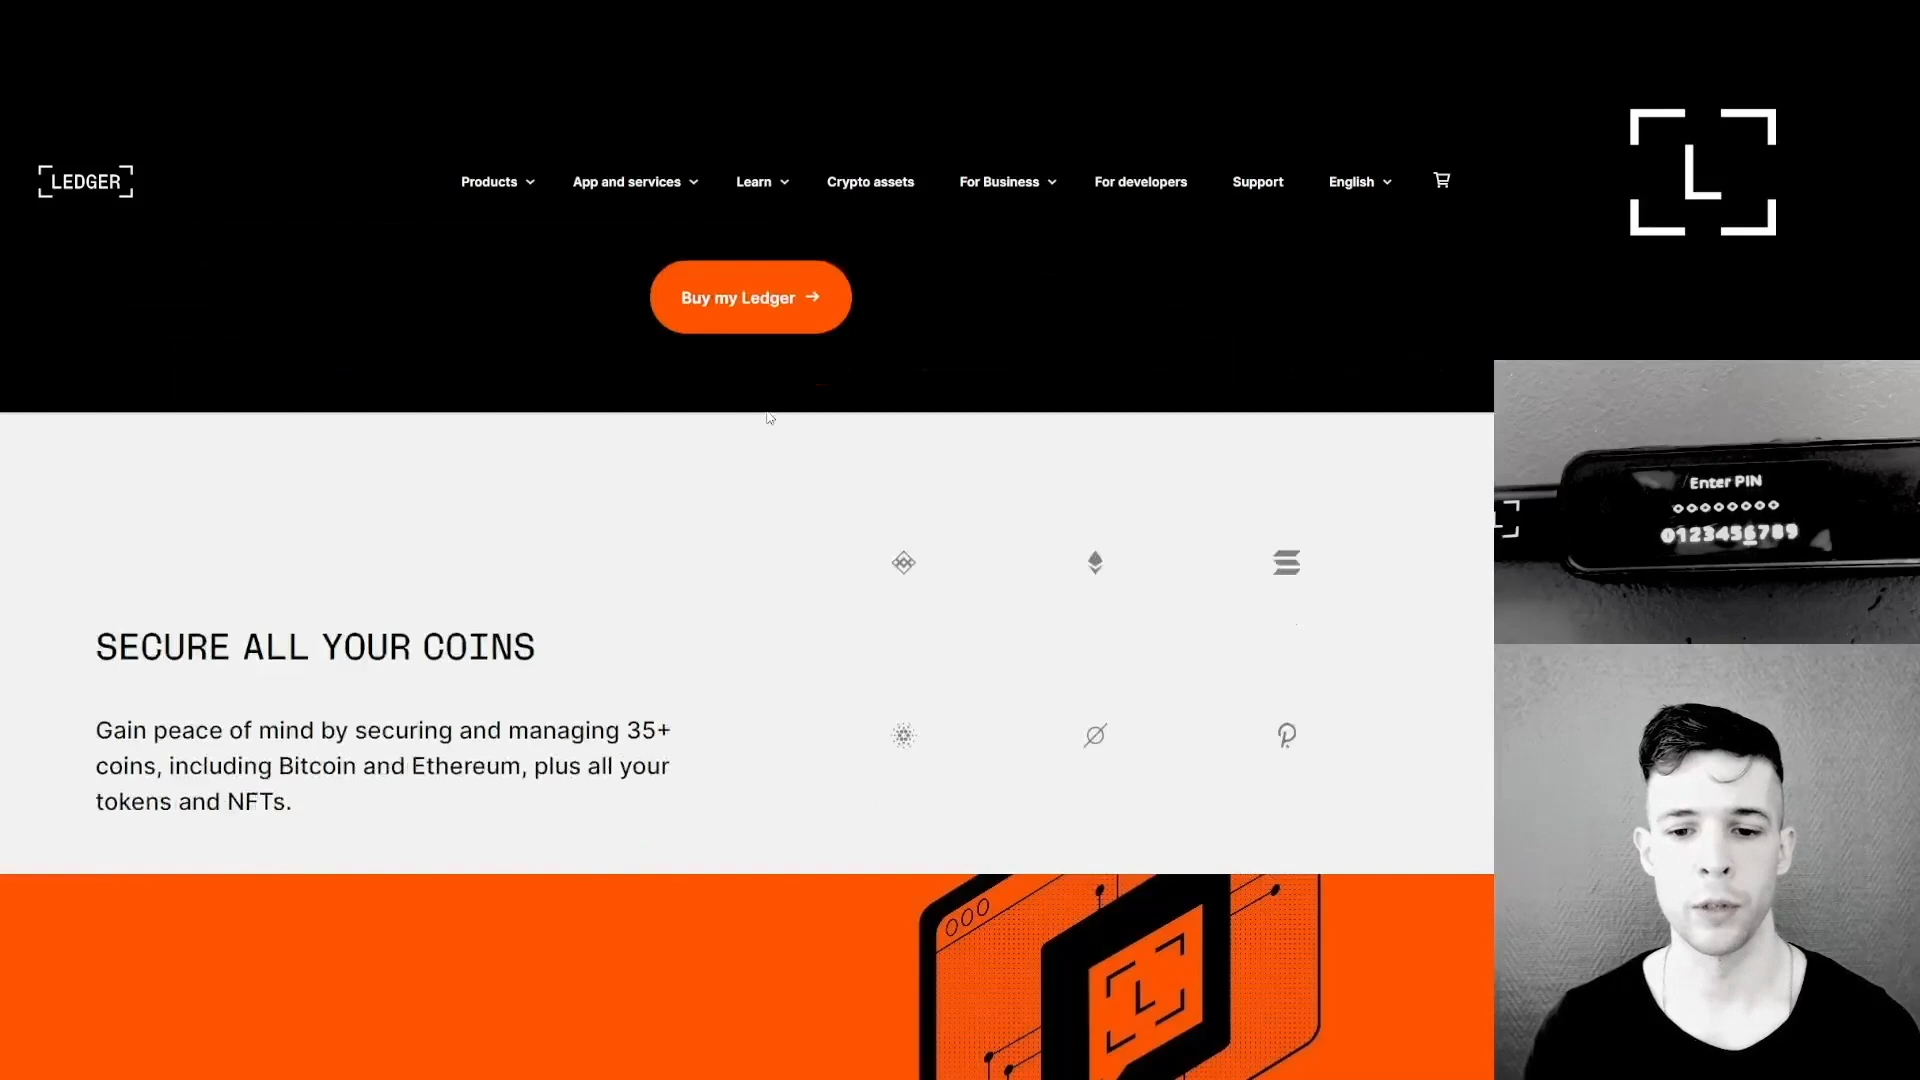 LEDGER
Products
App and services
Learn
Crypto assets
For Business
For developers
Support
English
L
Buy my Ledger
Enter PIN
0123456789
SECURE ALL YOUR COINS
Gain peace of mind by securing and managing 35+
coins, including Bitcoin and Ethereum, plus all your
tokens and NFTs.
L